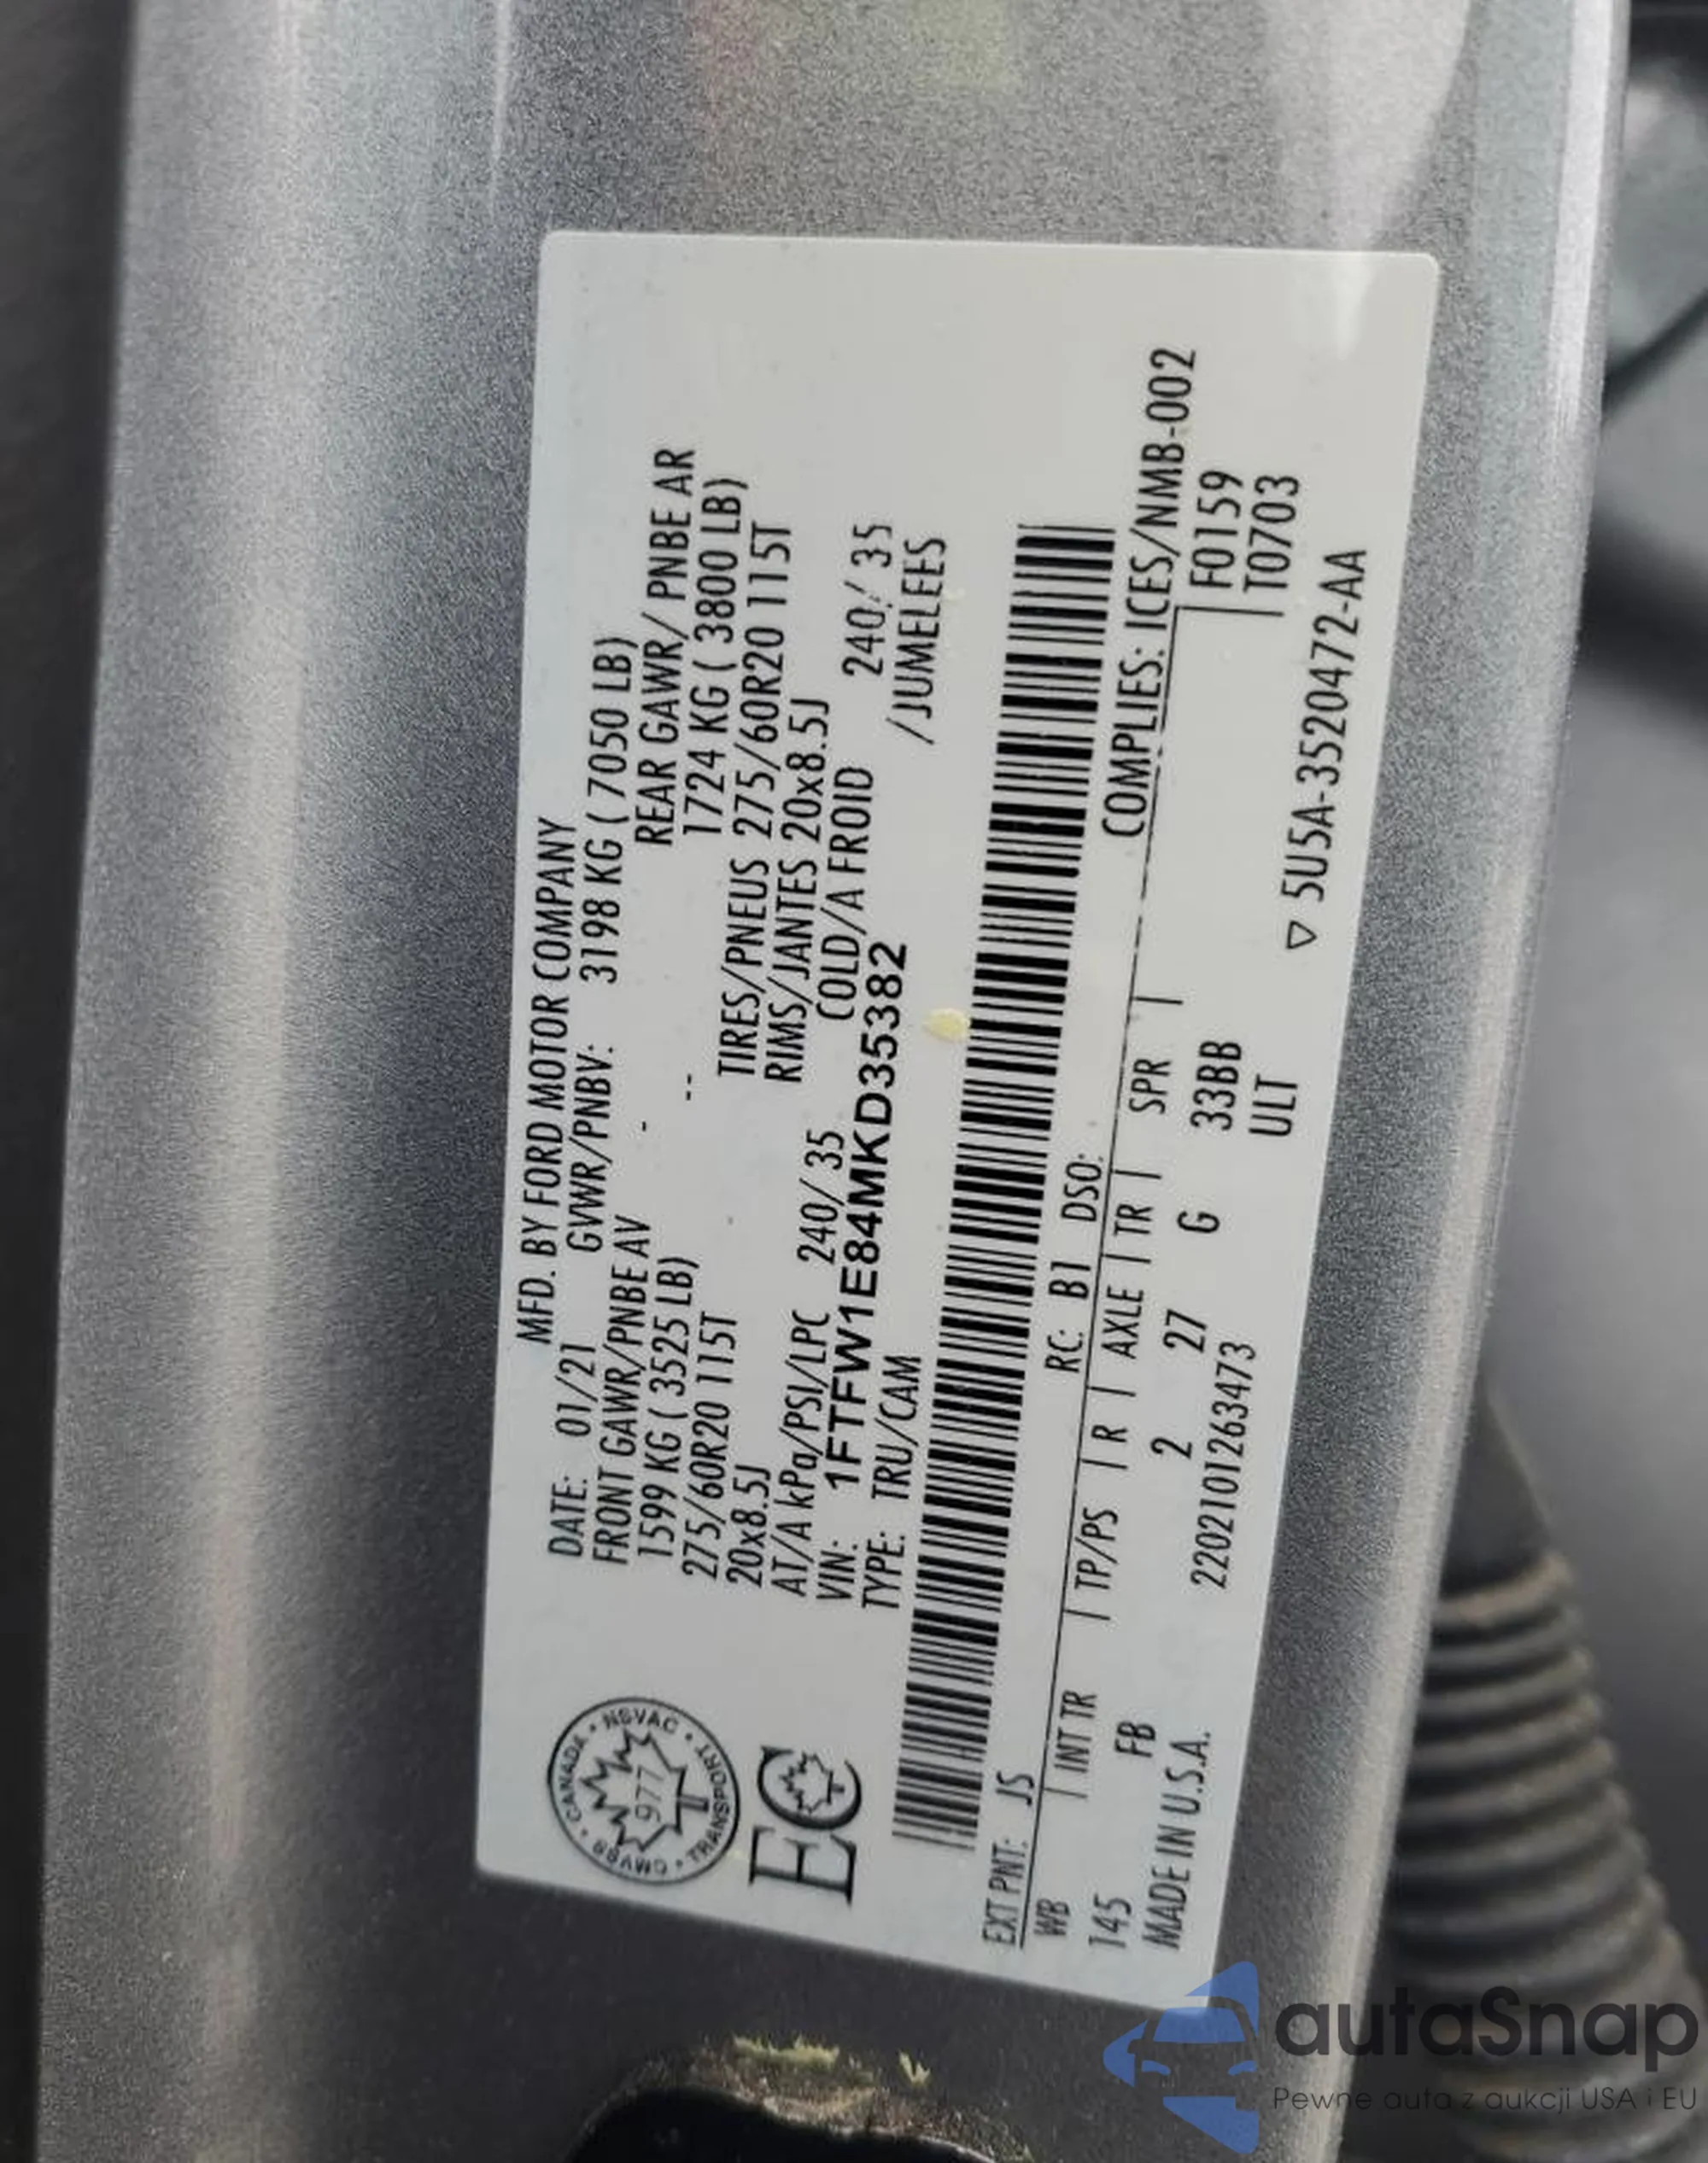 MFD. BY FORD MOTOR COMPANY
DATE: 01/21 GVWR/PNBV: 3198 KG ( 7050 LB)
FRONT GAWR/PNBE AV - REAR GAWR/ PNBE AR
1599 KG ( 3525 LB) -- 1724 KG ( 3800 LB)
275/60R20 115T TIRES/PNEUS 275/60R20 115T
20x8.5J RIMS/JANTES 20x8.5J
AT/A kPa/PSI/LPC 240/ 35 COLD/A FROID 240/ 35
VIN: 1FTFW1E84MKD35382 /JUMELEES
TYPE: TRU/CAM
CANADA • NSVAC • TRANSPORT • CMVSS •
977
EC
EXT PNT: JS RC: B1 DSO: COMPLIES: ICES/NMB-002
WB | INT TR | TP/PS | R | AXLE | TR | SPR | F0159
145 FB 2 27 G 33BB | T0703
MADE IN U.S.A. 2202101263473 ULT
▽ 5U5A-3520472-AA
autaSnap
Pewne auta z aukcji USA i EU